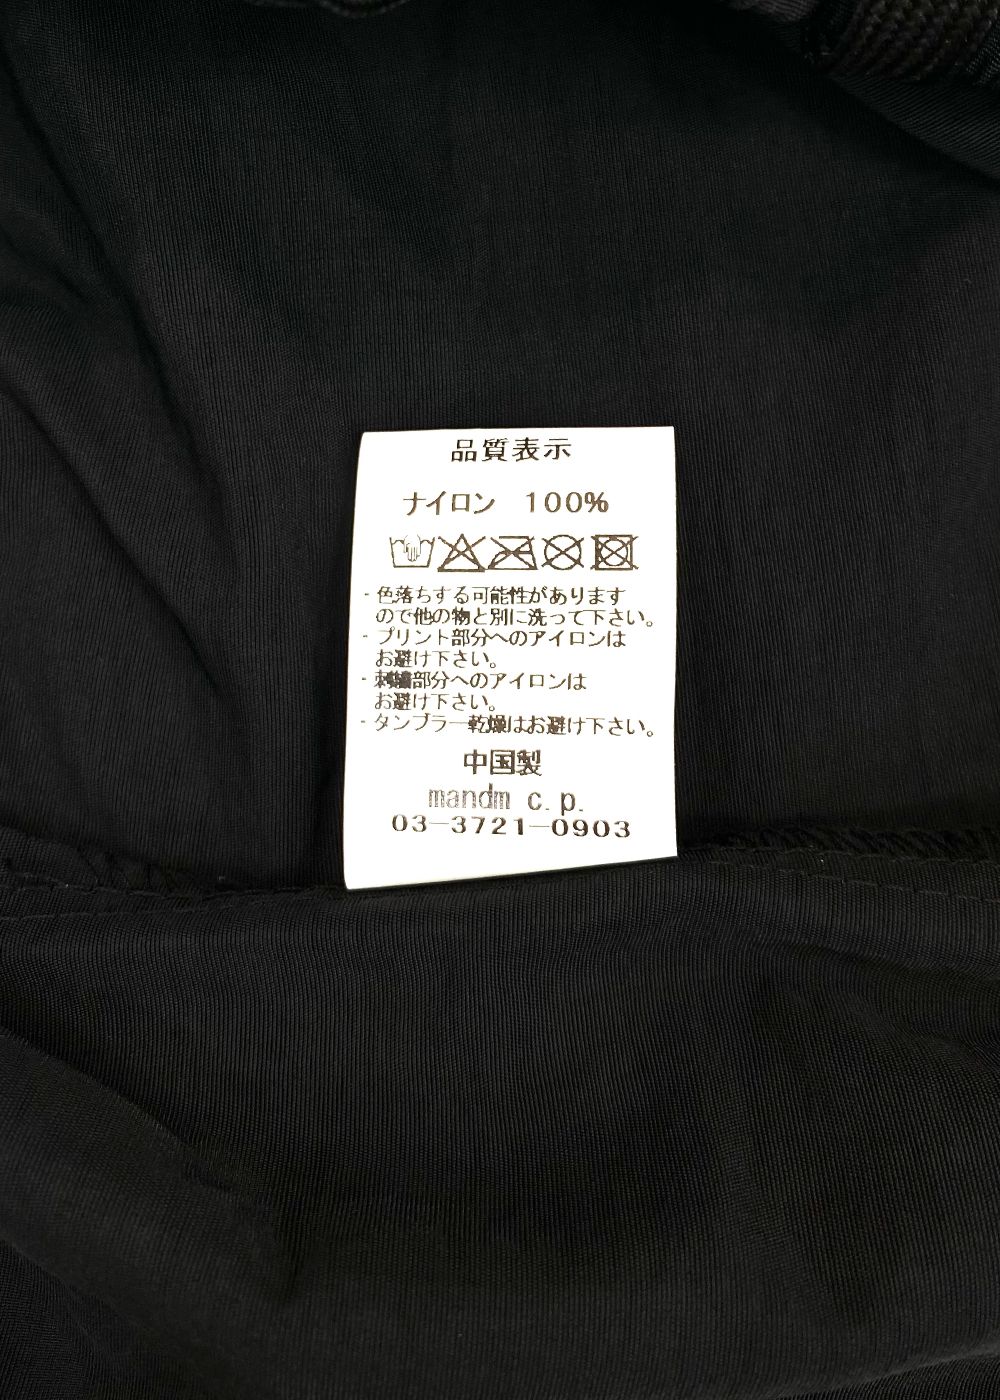 品質表示
ナイロン 100%
・色落ちする可能性があります
ので他の物と別に洗って下さい。
・プリント部分へのアイロンは
お避け下さい。
・刺繍部分へのアイロンは
お避け下さい。
・タンブラー乾燥はお避け下さい。
中国製
mandm c.p.
03-3721-0903